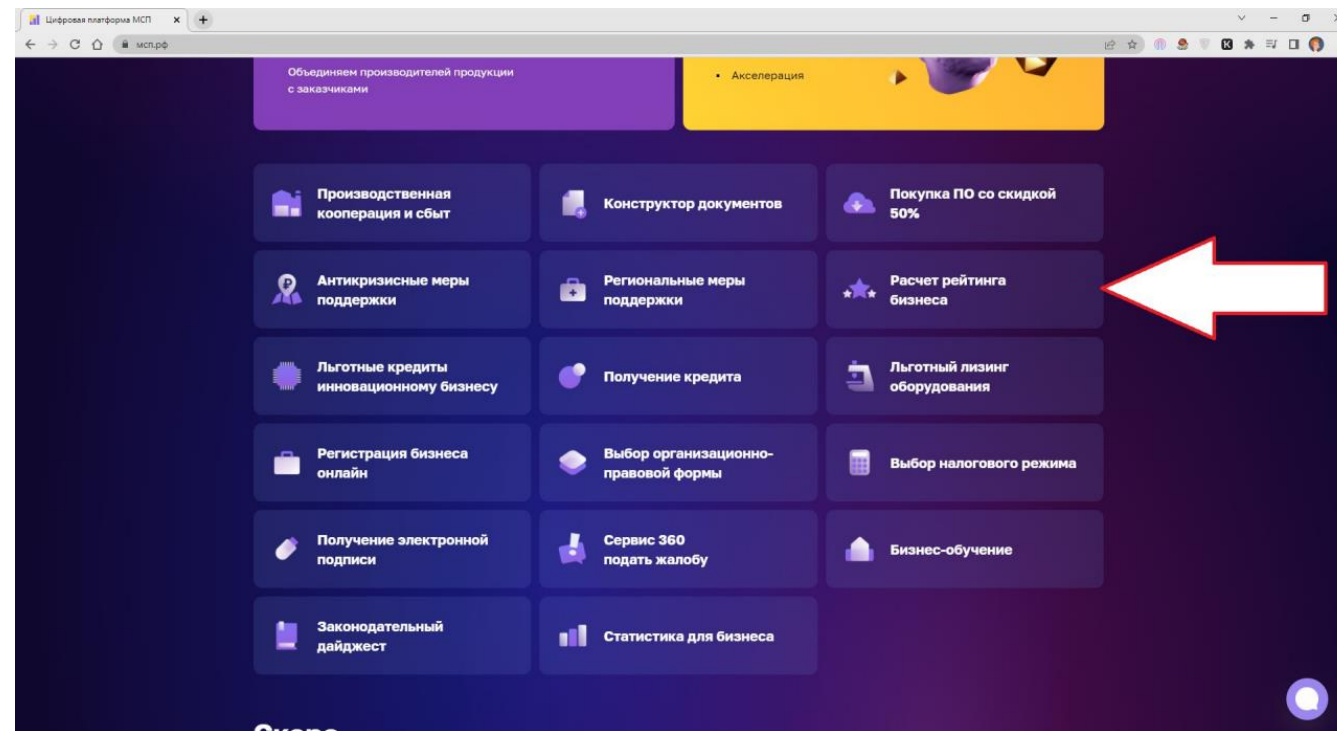 Цифровая платформа МСП
мсп.рф
Объединяем производителей продукции
с заказчиками
• Акселерация
Производственная
кооперация и сбыт
Конструктор документов
Покупка ПО со скидкой
50%
Антикризисные меры
поддержки
Региональные меры
поддержки
Расчет рейтинга
бизнеса
Льготные кредиты
инновационному бизнесу
Получение кредита
Льготный лизинг
оборудования
Регистрация бизнеса
онлайн
Выбор организационно-
правовой формы
Выбор налогового режима
Получение электронной
подписи
Сервис 360
подать жалобу
Бизнес-обучение
Законодательный
дайджест
Статистика для бизнеса